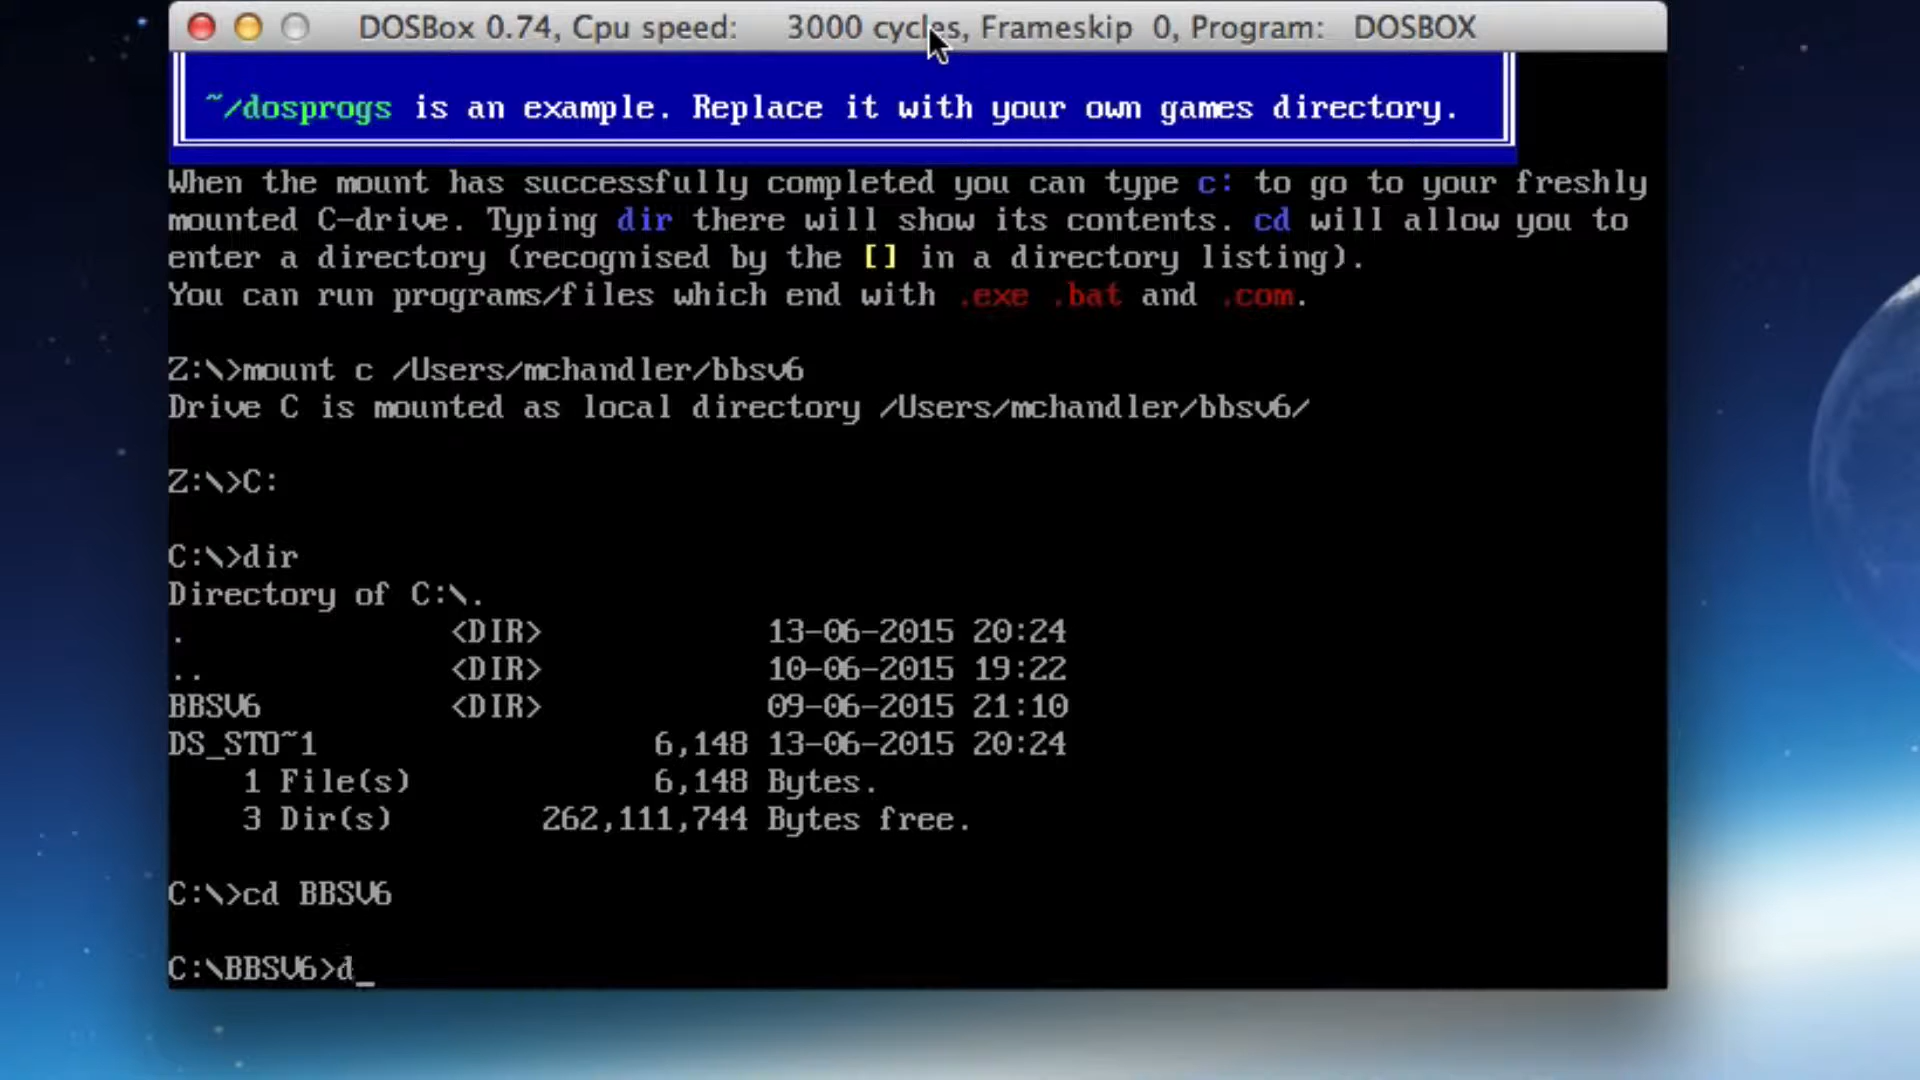 DOSBox 0.74, Cpu speed: 3000 cycles, Frameskip 0, Program: DOSBOX
~/dosprogs is an example. Replace it with your own games directory.
When the mount has successfully completed you can type c: to go to your freshly
mounted C-drive. Typing dir there will show its contents. cd will allow you to
enter a directory (recognised by the [] in a directory listing).
You can run programs/files which end with .exe .bat and .com.
Z:\>mount c /Users/mchandler/bbsv6
Drive C is mounted as local directory /Users/mchandler/bbsv6/
Z:\>C:
C:\>dir
Directory of C:\.
. <DIR> 13-06-2015 20:24
.. <DIR> 10-06-2015 19:22
BBSV6 <DIR> 09-06-2015 21:10
DS_STO~1 6,148 13-06-2015 20:24
1 File(s) 6,148 Bytes.
3 Dir(s) 262,111,744 Bytes free.
C:\>cd BBSV6
C:\BBSV6>d_